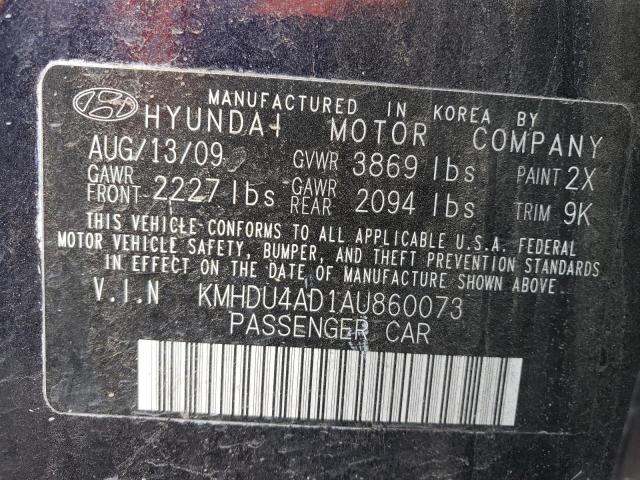 MANUFACTURED IN KOREA BY
HYUNDAI MOTOR COMPANY
AUG/13/09 GVWR 3869 lbs PAINT 2X
GAWR FRONT 2227 lbs GAWR REAR 2094 lbs TRIM 9K
THIS VEHICLE CONFORMS TO ALL APPLICABLE U.S.A. FEDERAL
MOTOR VEHICLE SAFETY, BUMPER, AND THEFT PREVENTION STANDARDS
IN EFFECT ON THE DATE OF MANUFACTURE SHOWN ABOVE.
V.I.N KMHDU4AD1AU860073
PASSENGER CAR